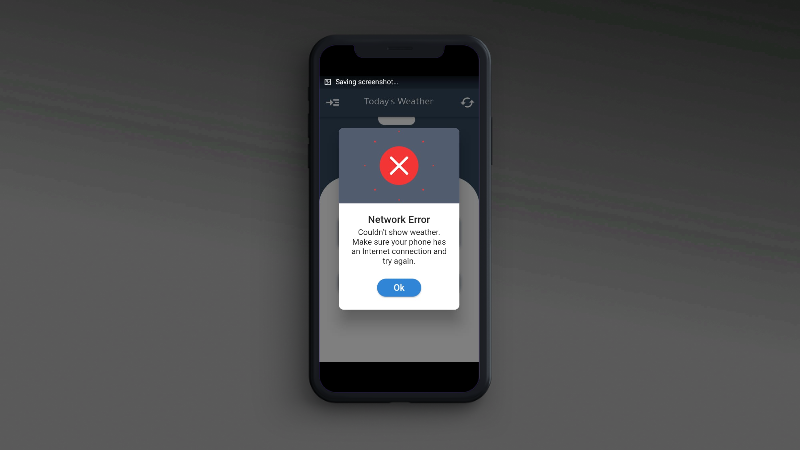 Saving screenshot...
Today's Weather
Network Error
Couldn't show weather.
Make sure your phone has
an Internet connection and
try again.
Ok